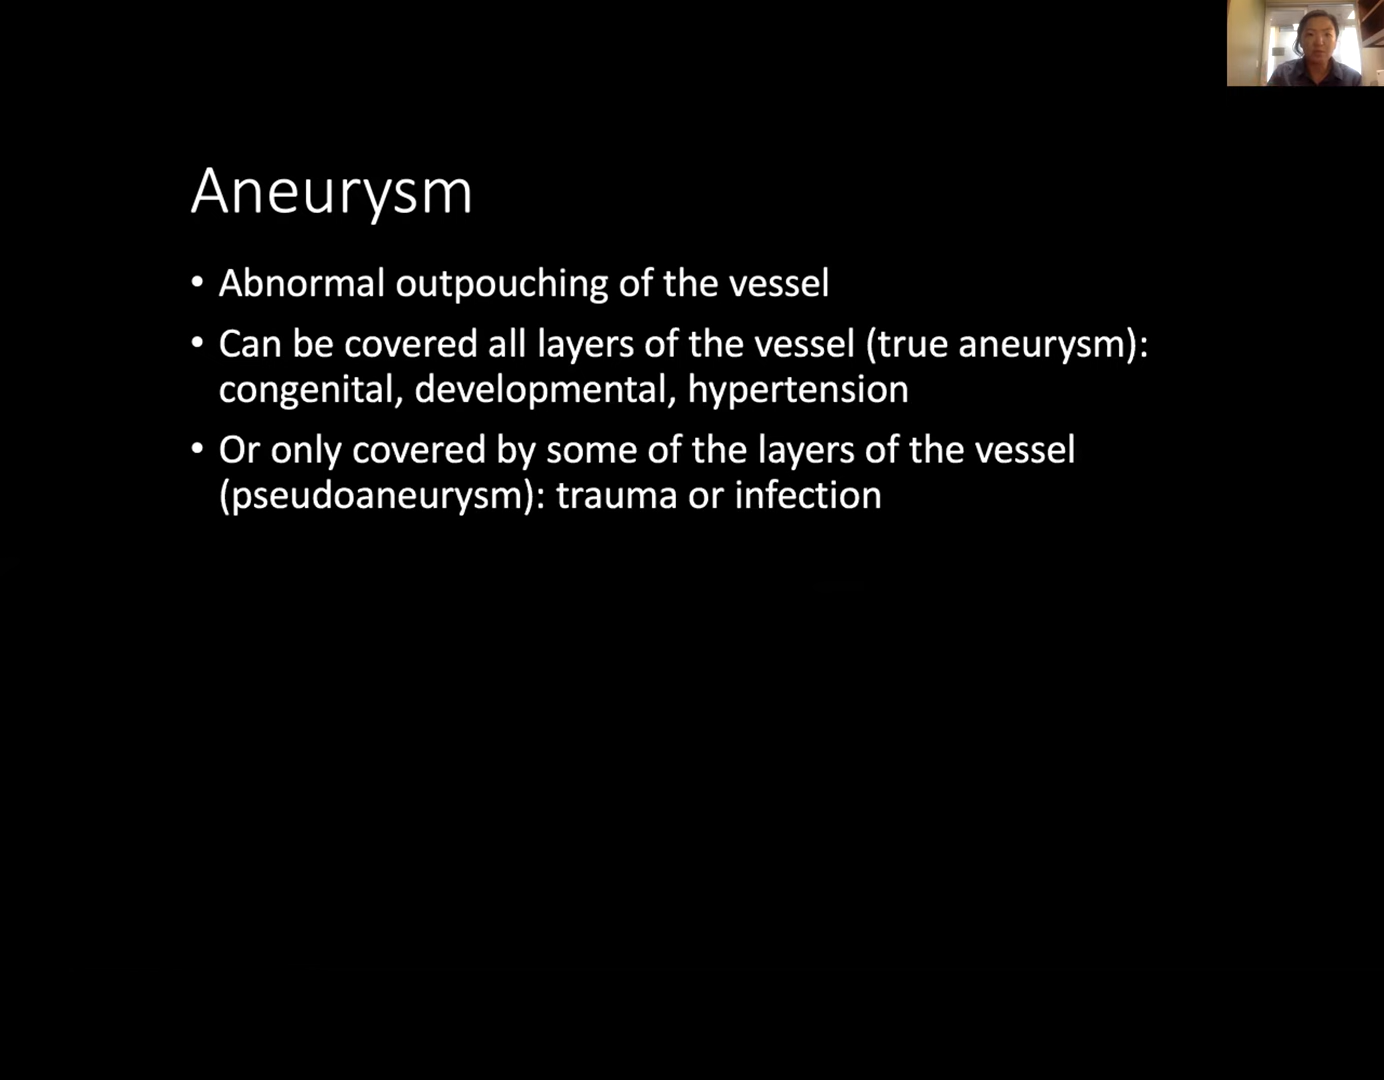 Aneurysm
• Abnormal outpouching of the vessel
• Can be covered all layers of the vessel (true aneurysm):
congenital, developmental, hypertension
• Or only covered by some of the layers of the vessel
(pseudoaneurysm): trauma or infection